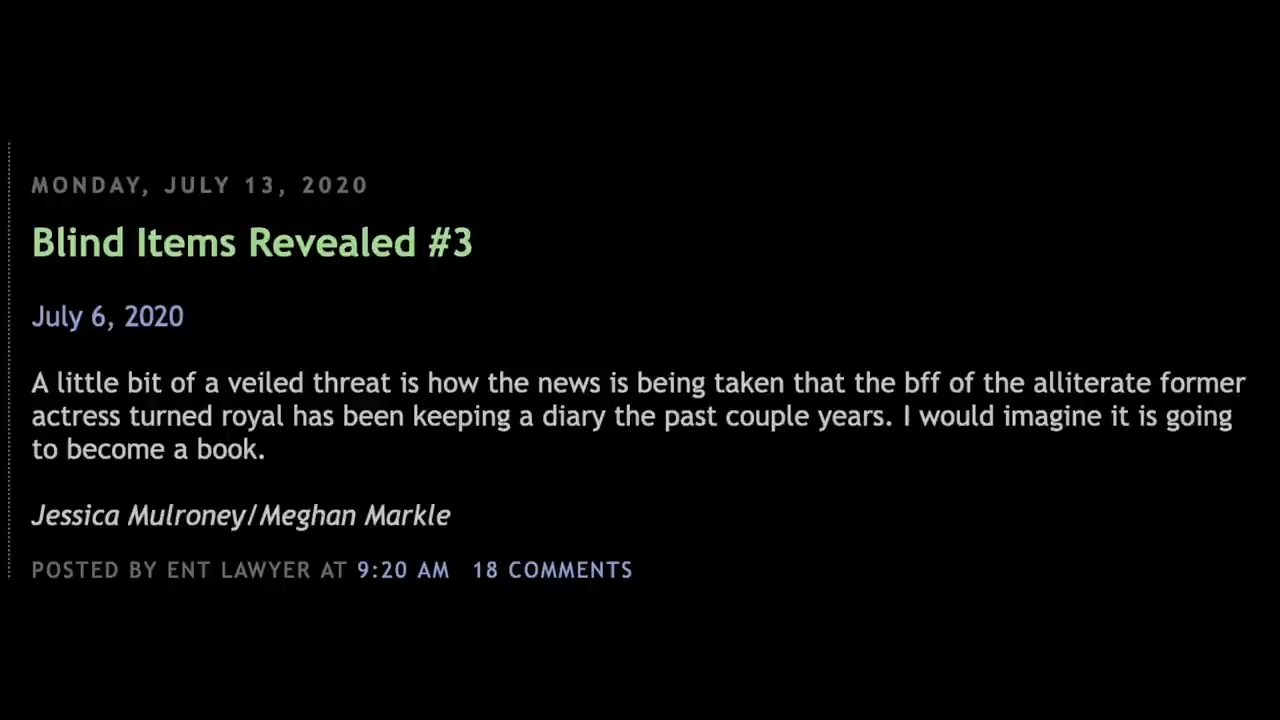 MONDAY, JULY 13, 2020
Blind Items Revealed #3
July 6, 2020
A little bit of a veiled threat is how the news is being taken that the bff of the alliterate former
actress turned royal has been keeping a diary the past couple years. I would imagine it is going
to become a book.
Jessica Mulroney/Meghan Markle
POSTED BY ENT LAWYER AT 9:20 AM 18 COMMENTS